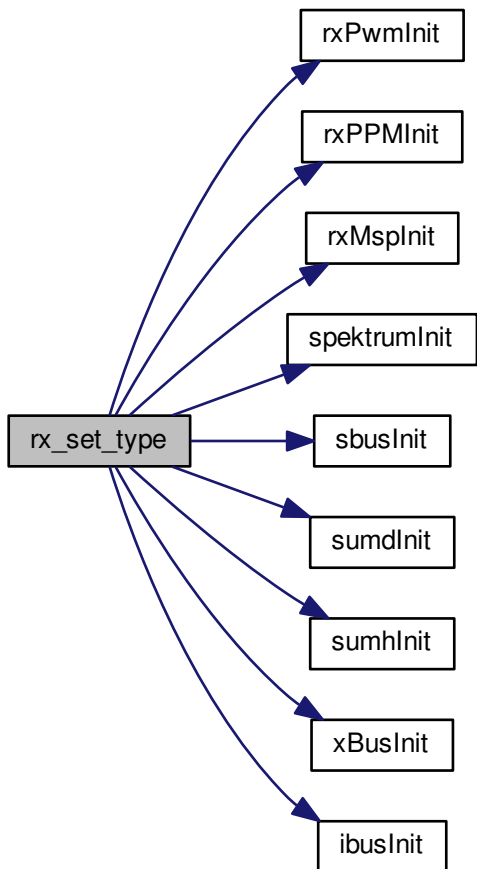 rxPwmInit
rxPPMInit
rxMspInit
spektrumInit
rx_set_type
sbusInit
sumdInit
sumhInit
xBusInit
ibusInit